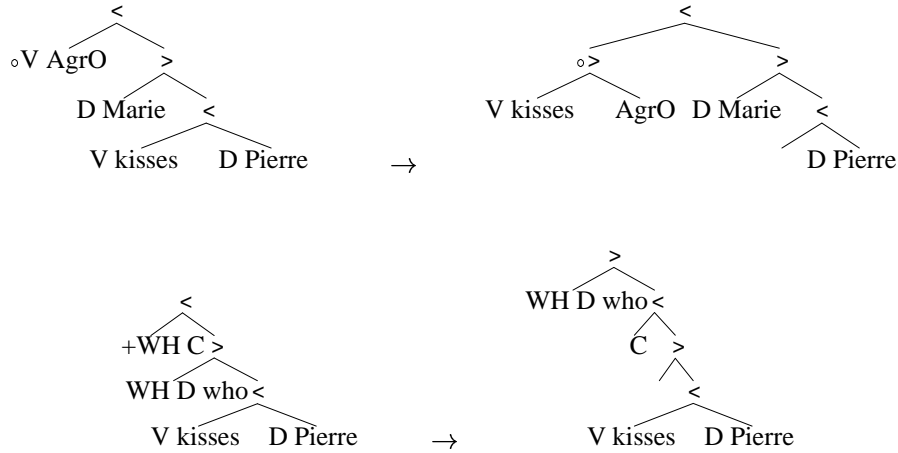 < <
∘V AgrO > ∘> >
D Marie < V kisses AgrO D Marie <
V kisses D Pierre → D Pierre
>
< WH D who <
+WH C > C >
WH D who < <
V kisses D Pierre → V kisses D Pierre